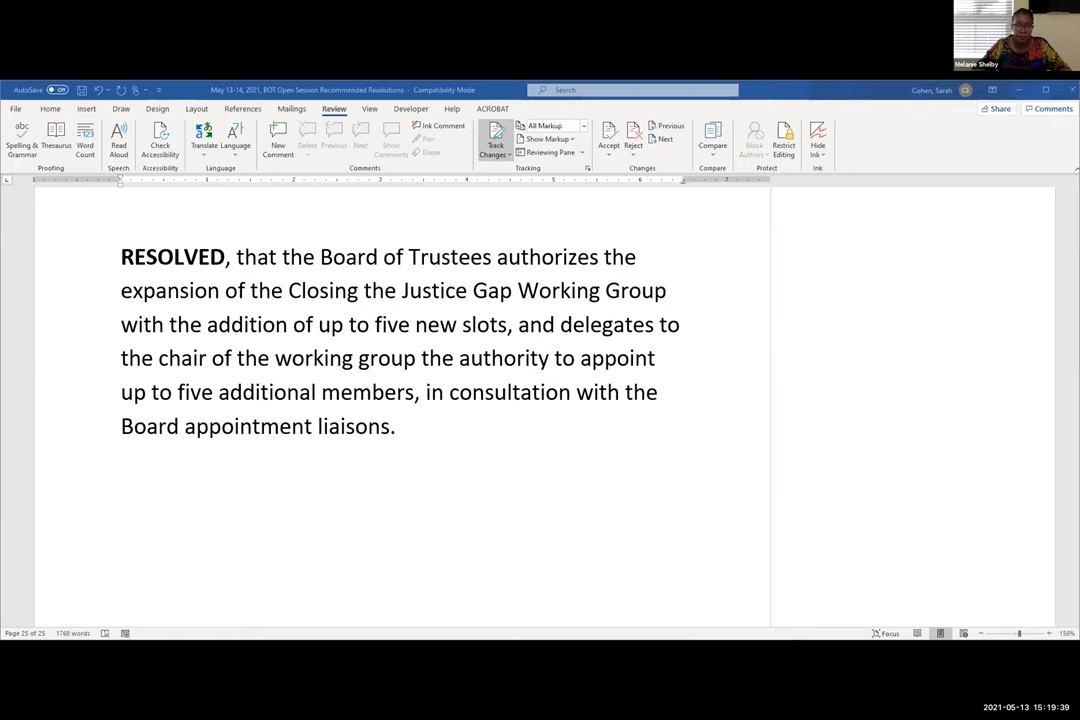 Melanie Shelby
AutoSave Off
May 13-14, 2021, BOT Open Session Recommended Resolutions - Compatibility Mode
Search
Cohen, Sarah CS
File Home Insert Draw Design Layout References Mailings Review View Developer Help ACROBAT
Share Comments
Spelling & Grammar
Thesaurus
Word Count
Read Aloud
Check Accessibility
Translate
Language
New Comment
Delete
Previous
Next
Show Comments
Ink Comment
Pen
Eraser
Track Changes
All Markup
Show Markup
Reviewing Pane
Accept
Reject
Previous
Next
Compare
Block Authors
Restrict Editing
Hide Ink
Proofing Speech Accessibility Language Comments Tracking Changes Compare Protect Ink
RESOLVED, that the Board of Trustees authorizes the
expansion of the Closing the Justice Gap Working Group
with the addition of up to five new slots, and delegates to
the chair of the working group the authority to appoint
up to five additional members, in consultation with the
Board appointment liaisons.
Page 25 of 25 1768 words
Focus
156%
2021-05-13 15:19:39